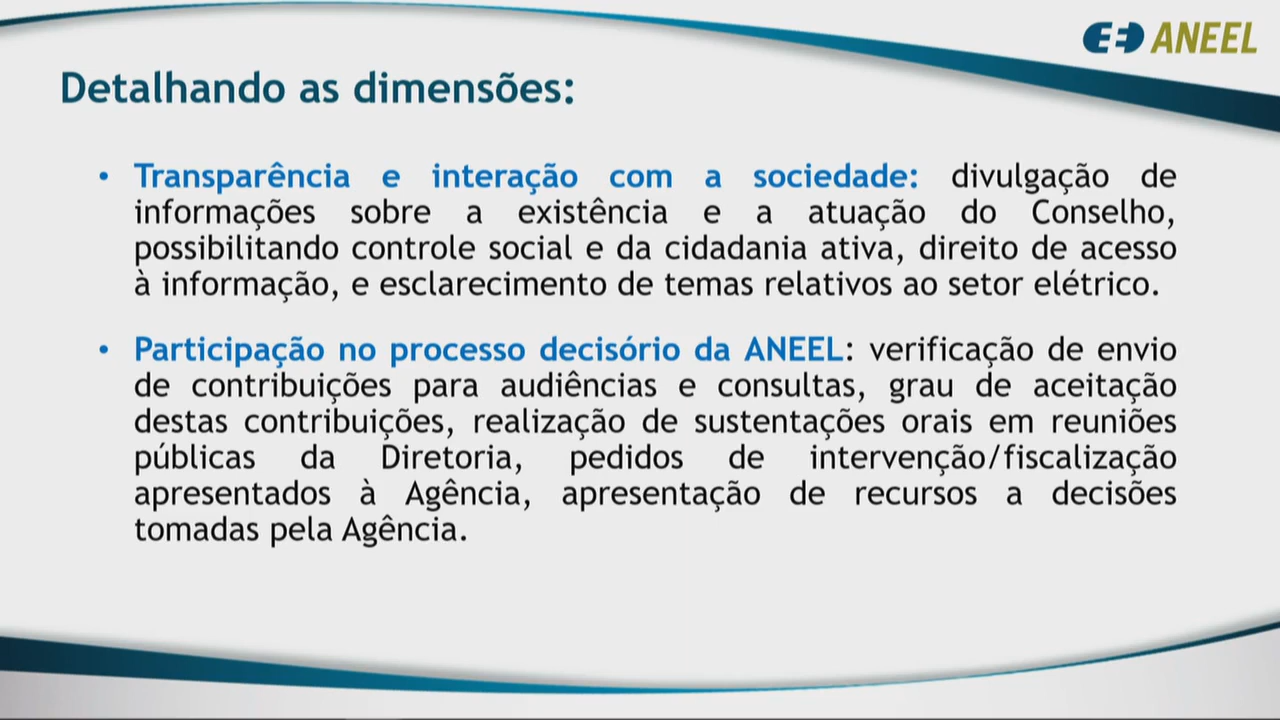 ANEEL
Detalhando as dimensões:
• Transparência e interação com a sociedade: divulgação de
informações sobre a existência e a atuação do Conselho,
possibilitando controle social e da cidadania ativa, direito de acesso
à informação, e esclarecimento de temas relativos ao setor elétrico.
• Participação no processo decisório da ANEEL: verificação de envio
de contribuições para audiências e consultas, grau de aceitação
destas contribuições, realização de sustentações orais em reuniões
públicas da Diretoria, pedidos de intervenção/fiscalização
apresentados à Agência, apresentação de recursos a decisões
tomadas pela Agência.